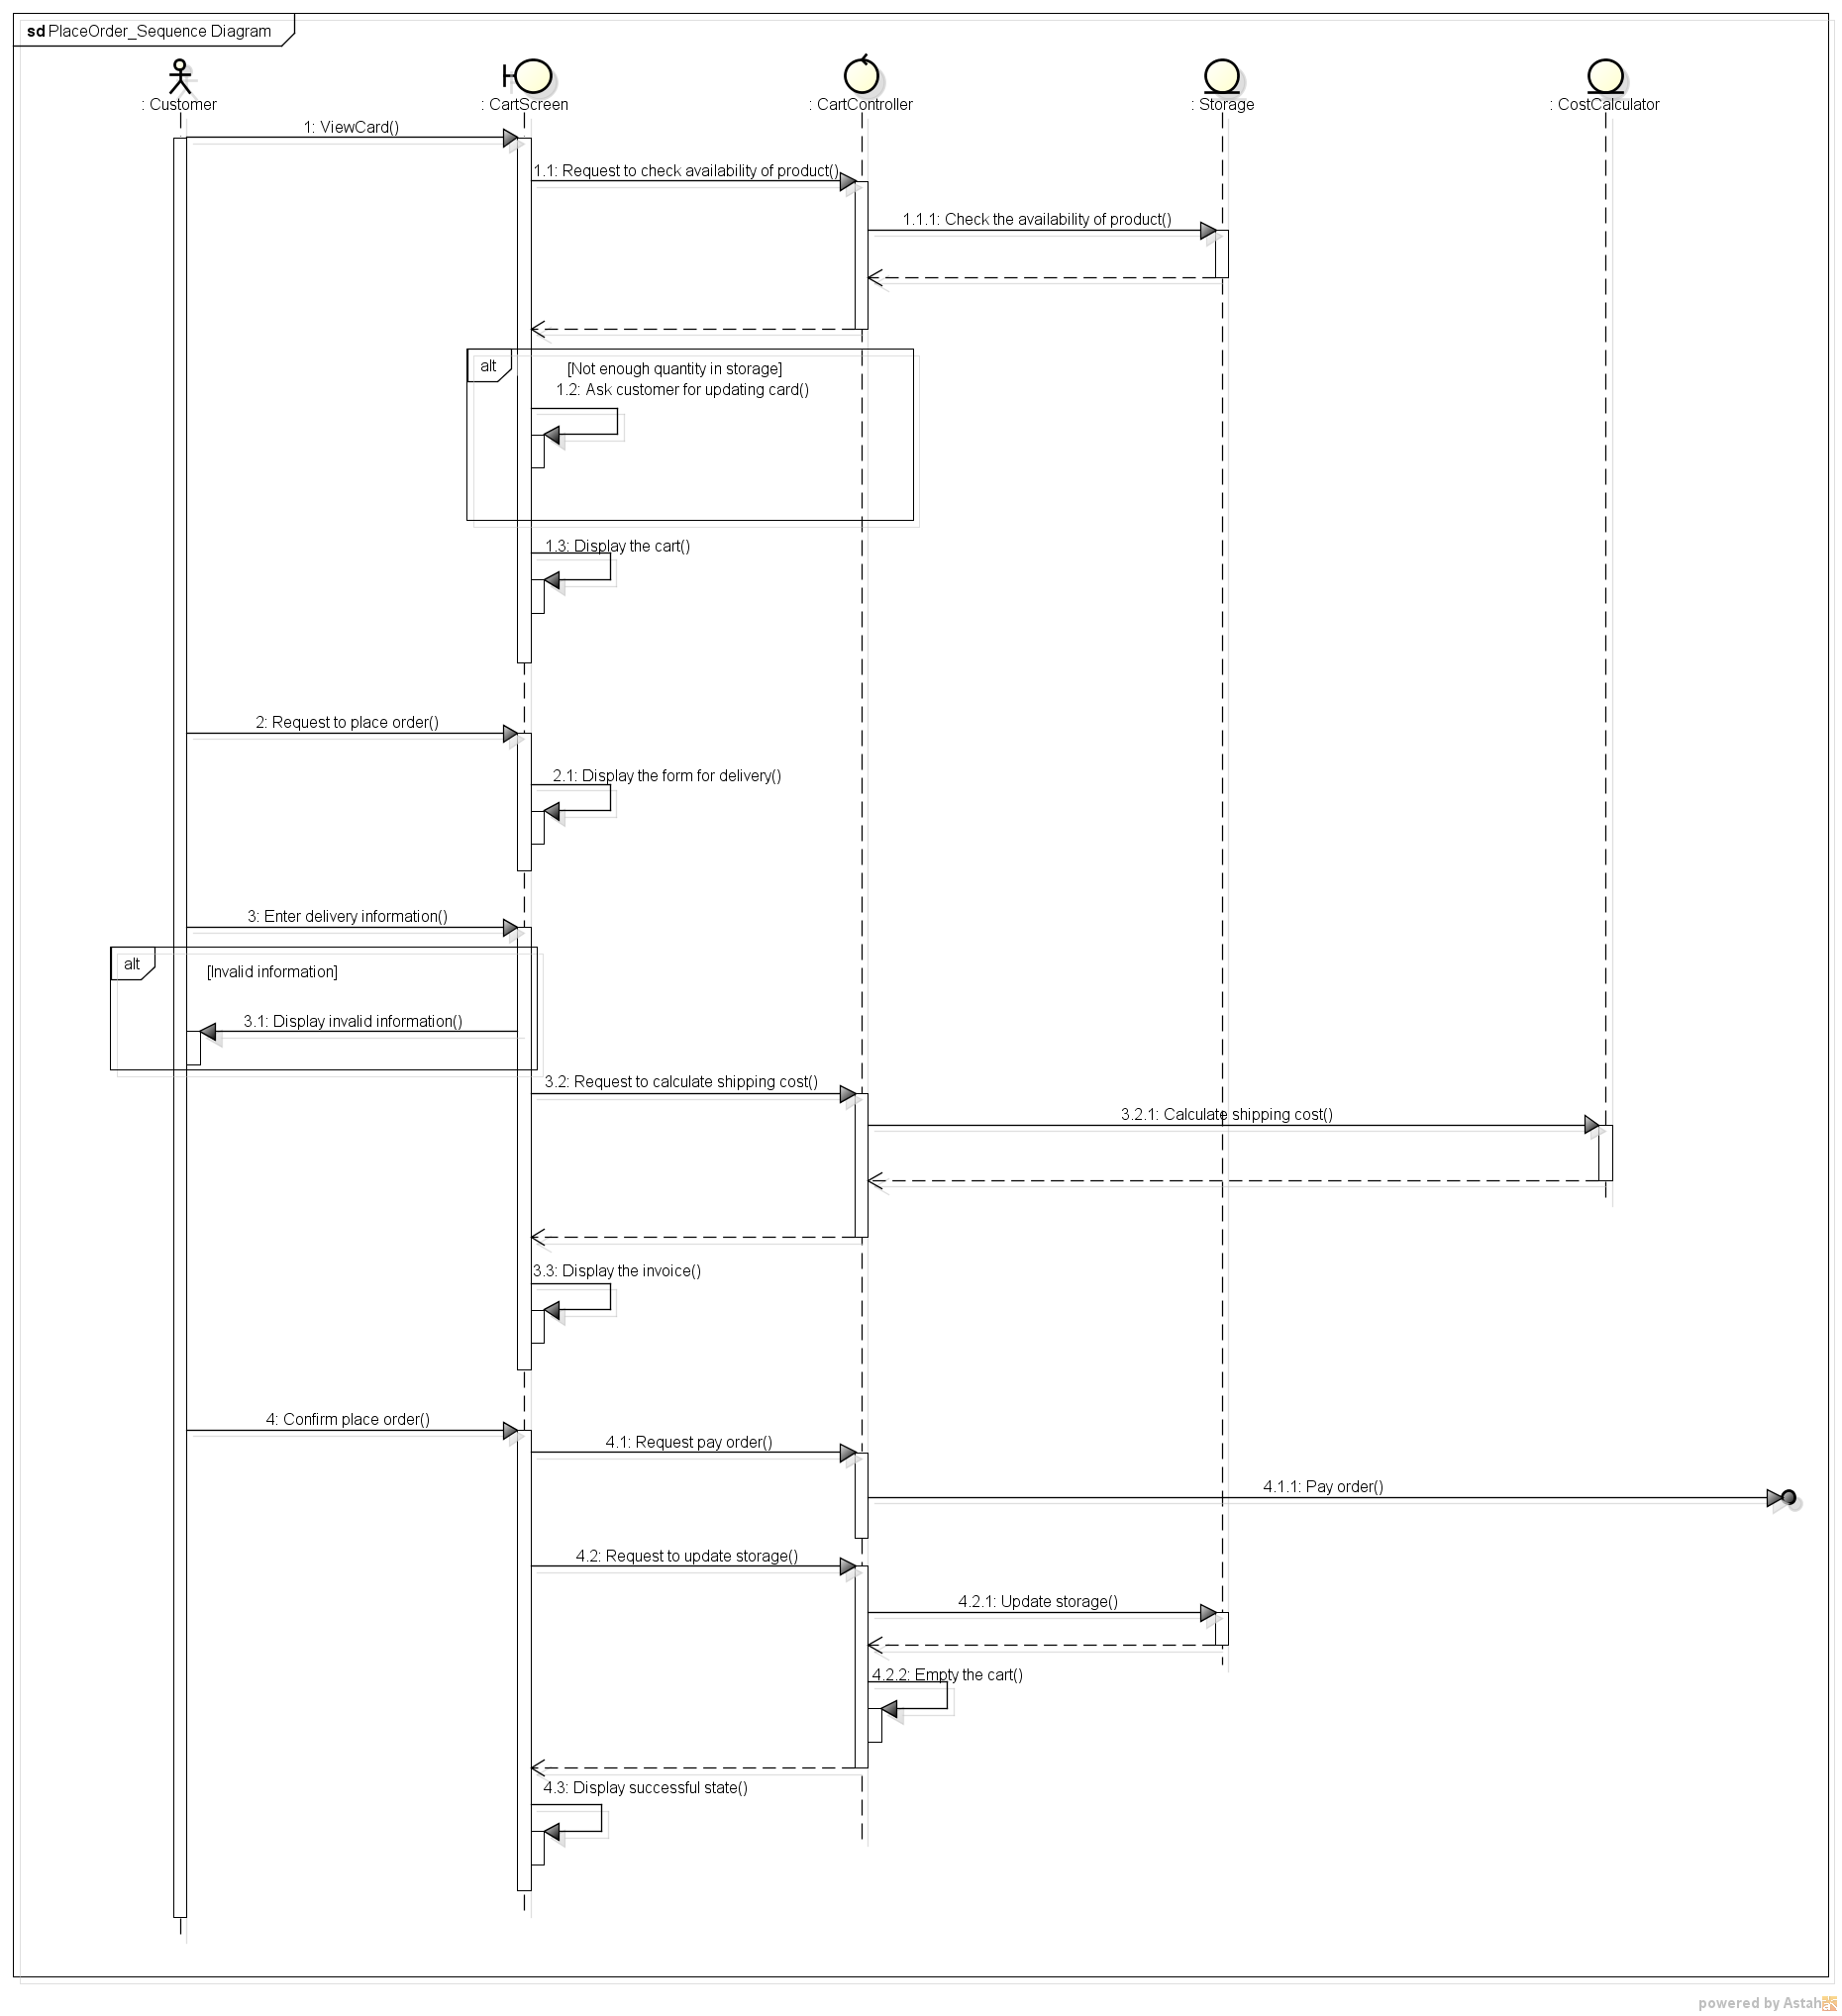 sd PlaceOrder_Sequence Diagram
: Customer
: CartScreen
: CartController
: Storage
: CostCalculator
1: ViewCard()
1.1: Request to check availability of product()
1.1.1: Check the availability of product()
alt
[Not enough quantity in storage]
1.2: Ask customer for updating card()
1.3: Display the cart()
2: Request to place order()
2.1: Display the form for delivery()
3: Enter delivery information()
alt
[Invalid information]
3.1: Display invalid information()
3.2: Request to calculate shipping cost()
3.2.1: Calculate shipping cost()
3.3: Display the invoice()
4: Confirm place order()
4.1: Request pay order()
4.1.1: Pay order()
4.2: Request to update storage()
4.2.1: Update storage()
4.2.2: Empty the cart()
4.3: Display successful state()
powered by Astah